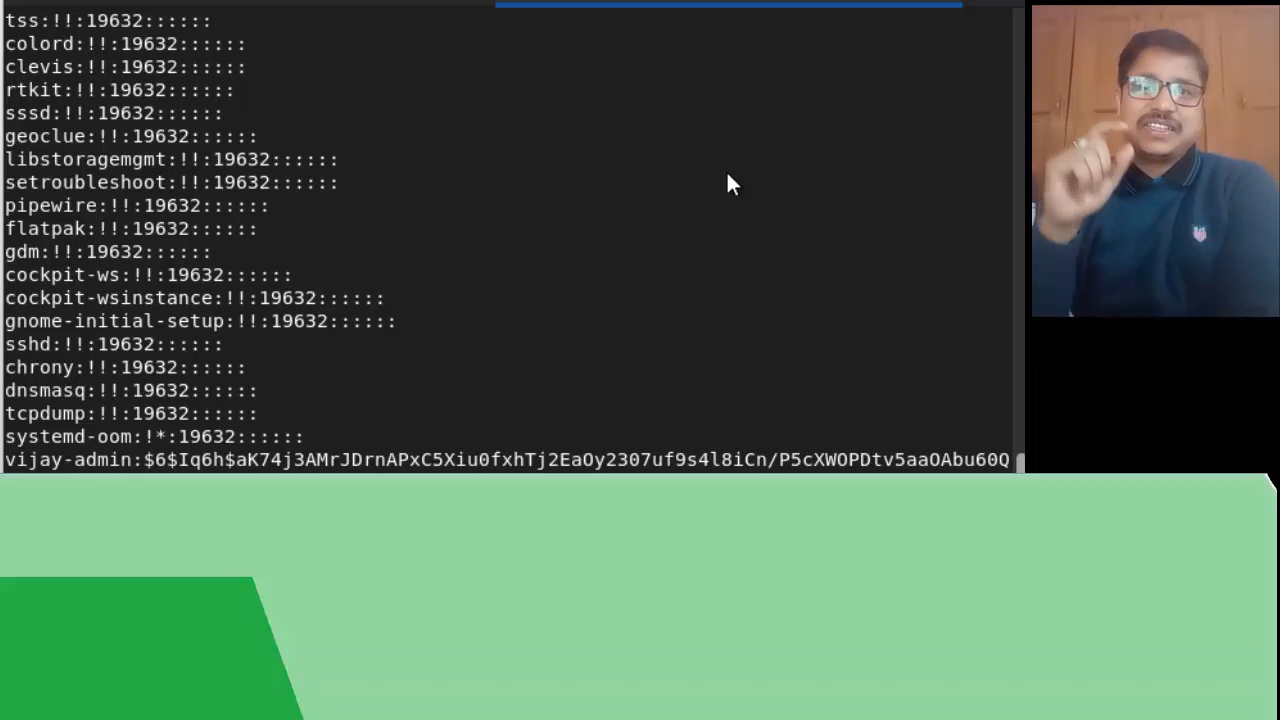 tss:!!:19632::::::
colord:!!:19632::::::
clevis:!!:19632::::::
rtkit:!!:19632::::::
sssd:!!:19632::::::
geoclue:!!:19632::::::
libstoragemgmt:!!:19632::::::
setroubleshoot:!!:19632::::::
pipewire:!!:19632::::::
flatpak:!!:19632::::::
gdm:!!:19632::::::
cockpit-ws:!!:19632::::::
cockpit-wsinstance:!!:19632::::::
gnome-initial-setup:!!:19632::::::
sshd:!!:19632::::::
chrony:!!:19632::::::
dnsmasq:!!:19632::::::
tcpdump:!!:19632::::::
systemd-oom:!*:19632::::::
vijay-admin:$6$Iq6h$aK74j3AMrJDrnAPxC5Xiu0fxhTj2EaOy2307uf9s4l8iCn/P5cXWOPDtv5aaOAbu60Q